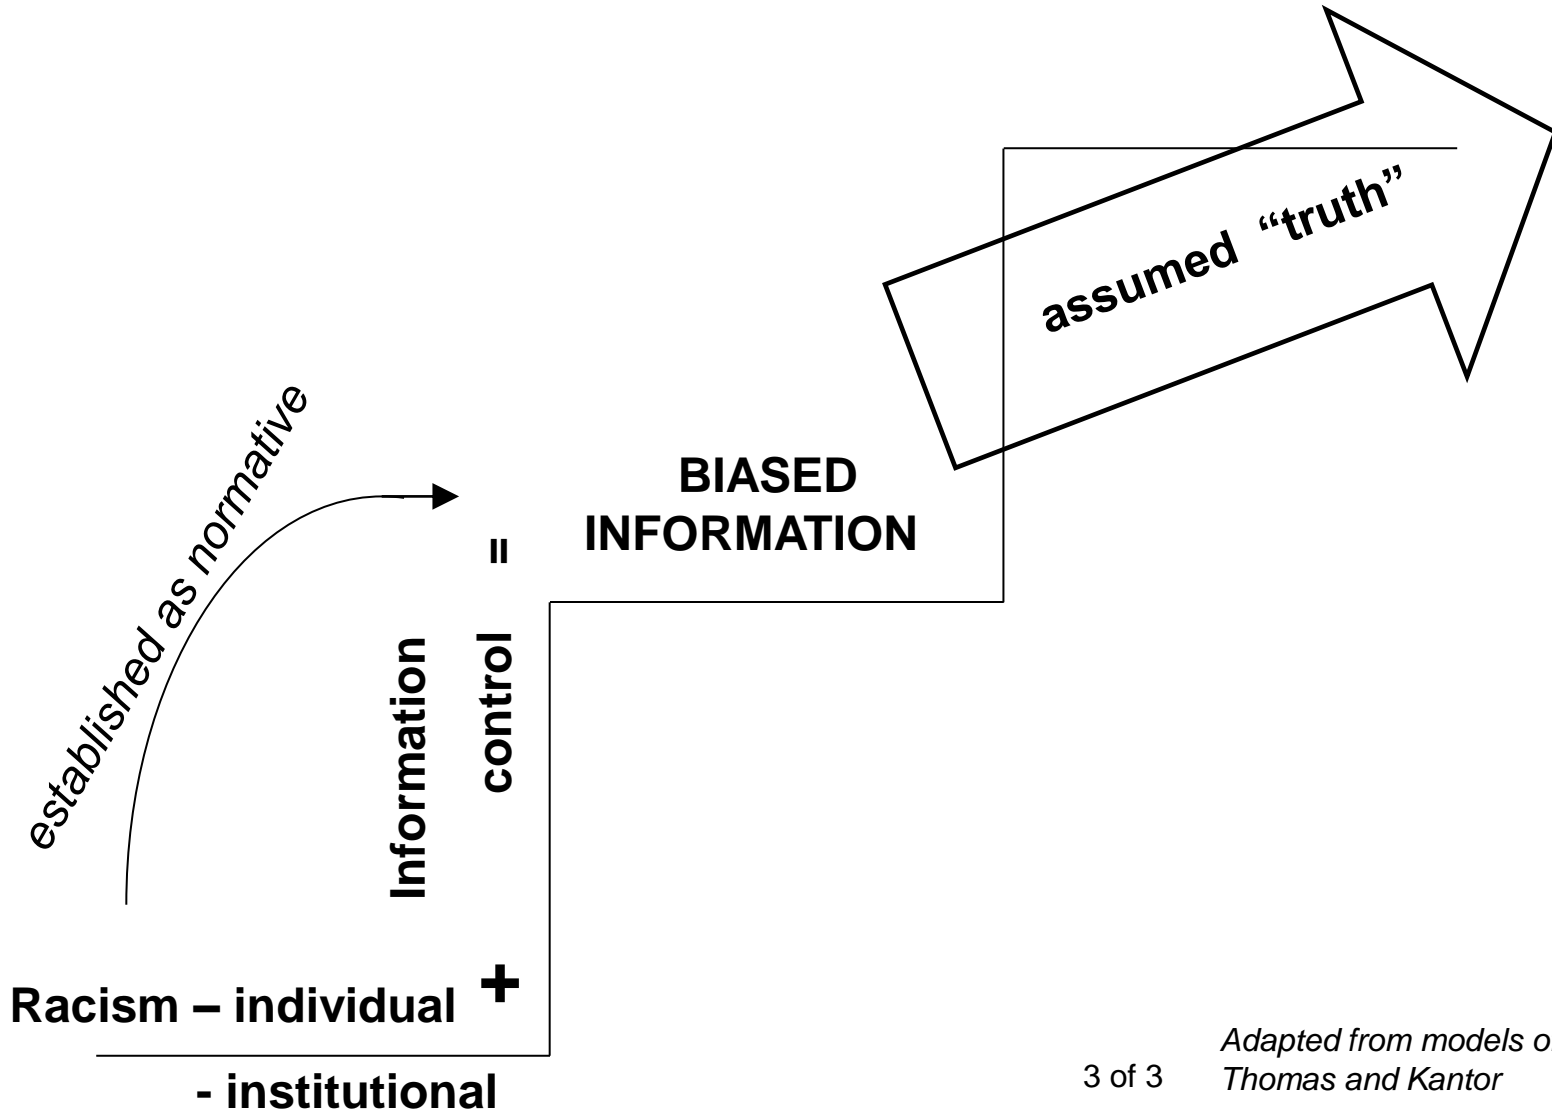 assumed “truth”
established as normative
BIASED
INFORMATION
=
Information
control
+
Racism – individual
- institutional
3 of 3
Adapted from models
Thomas and Kantor